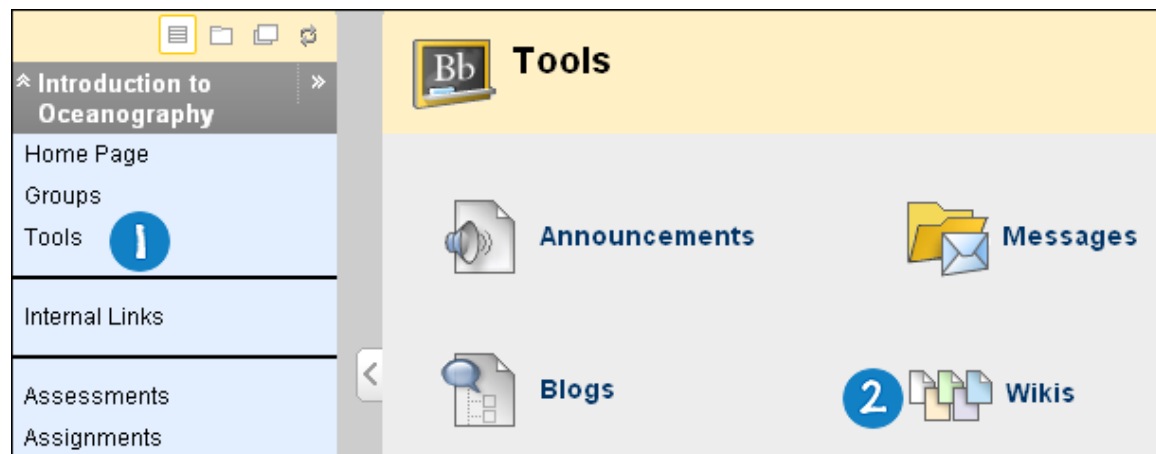 Introduction to
Oceanography
Home Page
Groups
Tools
1
Internal Links
Assessments
Assignments
Bb
Tools
Announcements
Messages
Blogs
2
Wikis